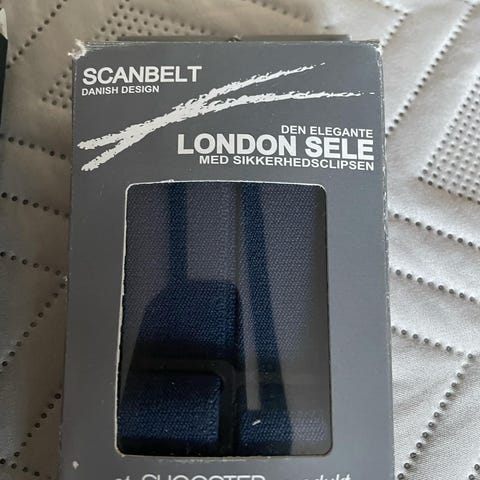 SCANBELT
DANISH DESIGN
DEN ELEGANTE
LONDON SELE
MED SIKKERHEDSCLIPSEN